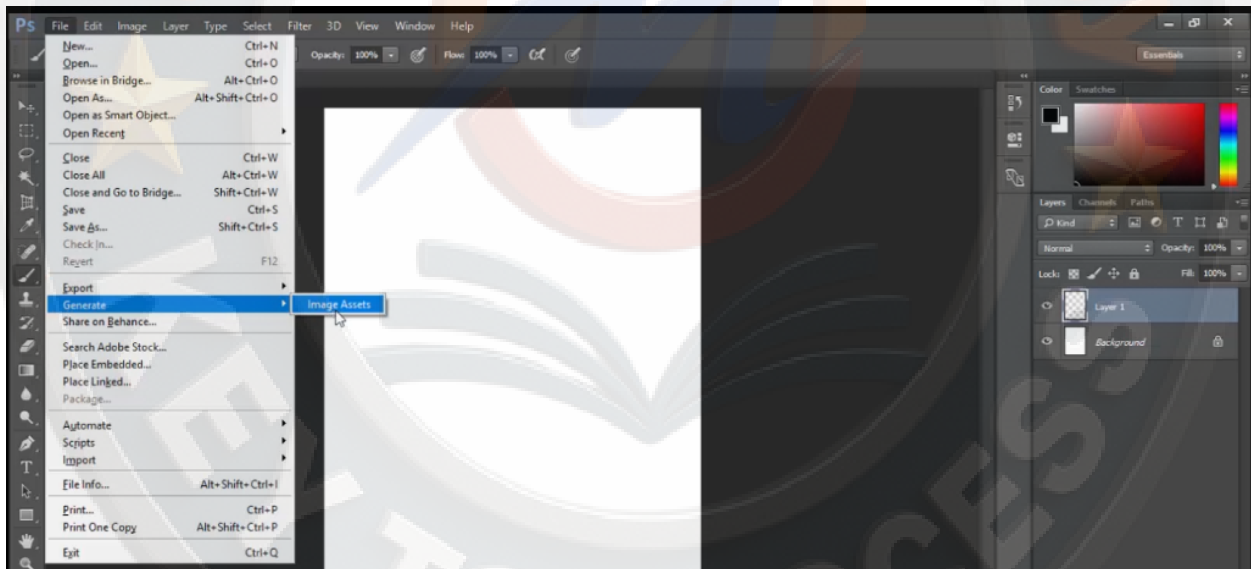 Ps File Edit Image Layer Type Select Filter 3D View Window Help
Opacity: 100% Flow: 100% Essentials
New... Ctrl+N
Open... Ctrl+O
Browse in Bridge... Alt+Ctrl+O
Open As... Alt+Shift+Ctrl+O
Open as Smart Object...
Open Recent
Close Ctrl+W
Close All Alt+Ctrl+W
Close and Go to Bridge... Shift+Ctrl+W
Save Ctrl+S
Save As... Shift+Ctrl+S
Check In...
Revert F12
Export
Generate Image Assets
Share on Behance...
Search Adobe Stock...
Place Embedded...
Place Linked...
Package...
Automate
Scripts
Import
File Info... Alt+Shift+Ctrl+I
Print... Ctrl+P
Print One Copy Alt+Shift+Ctrl+P
Exit Ctrl+Q
Color Swatches
Layers Channels Paths
Kind
Normal Opacity: 100%
Lock: Fill: 100%
Layer 1
Background